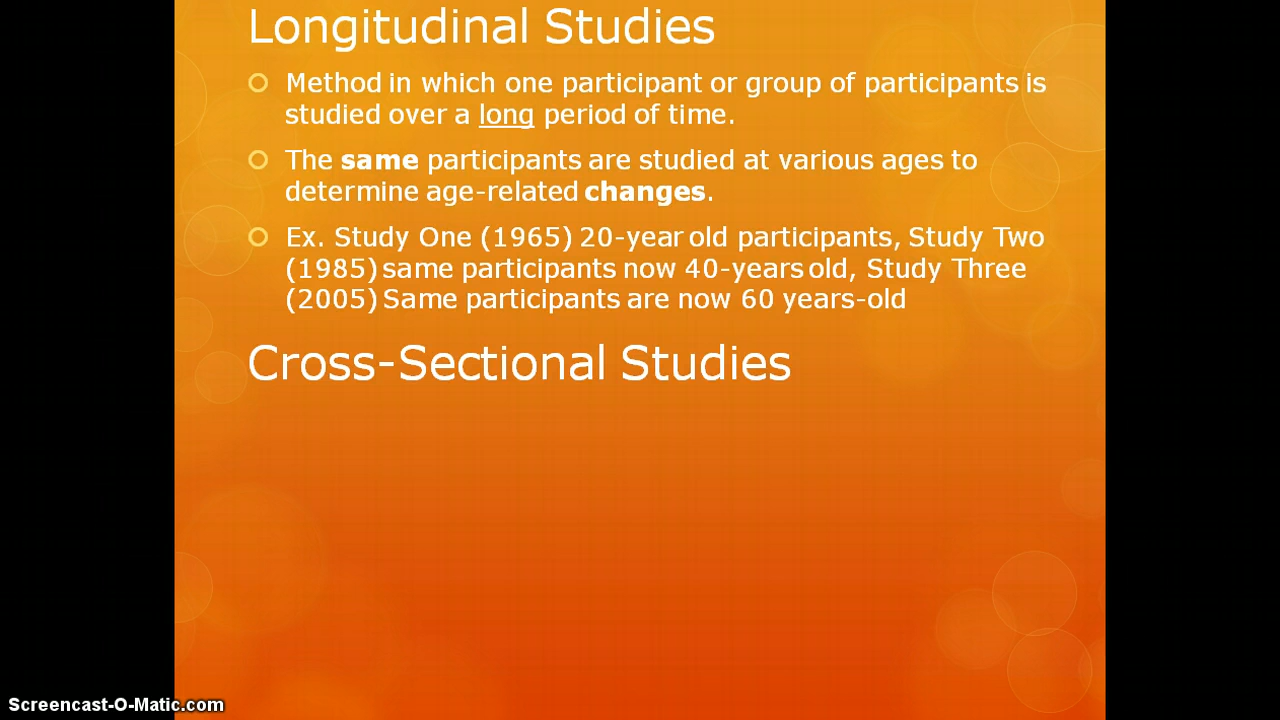 Longitudinal Studies
Method in which one participant or group of participants is
studied over a long period of time.
The same participants are studied at various ages to
determine age-related changes.
Ex. Study One (1965) 20-year old participants, Study Two
(1985) same participants now 40-years old, Study Three
(2005) Same participants are now 60 years-old
Cross-Sectional Studies
Screencast-O-Matic.com